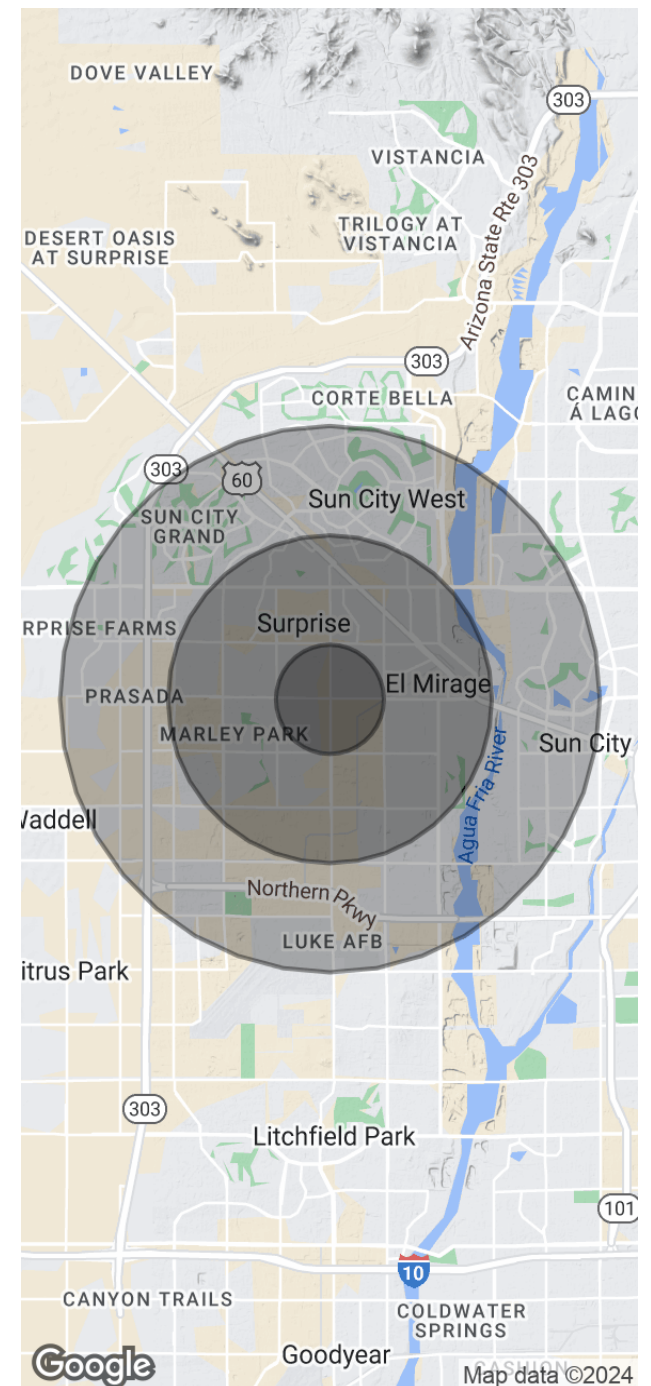 DOVE VALLEY
303
VISTANCIA
Arizona State Rte 303
TRILOGY AT
VISTANCIA
DESERT OASIS
AT SURPRISE
303
CORTE BELLA
CAMIN
Á LAGO
303
60
Sun City West
SUN CITY
GRAND
Surprise
RPRISE FARMS
El Mirage
PRASADA
MARLEY PARK
Sun City
Agua Fria River
Waddell
Northern Pkwy
LUKE AFB
itrus Park
303
Litchfield Park
101
10
CANYON TRAILS
COLDWATER
SPRINGS
Goodyear
CASHION
Google
Map data ©2024